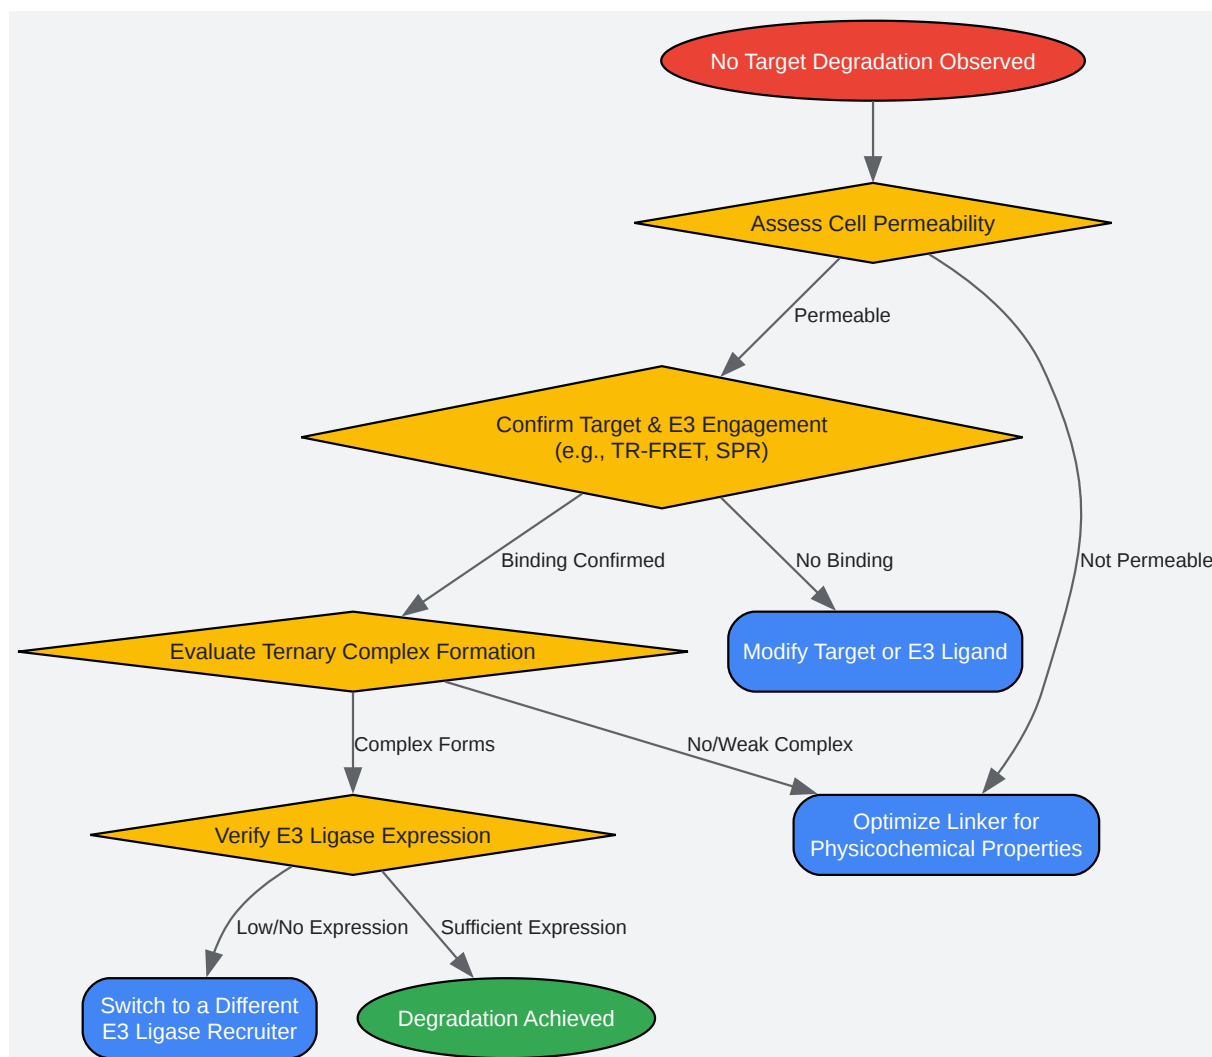 No Target Degradation Observed
Assess Cell Permeability
Permeable
Confirm Target & E3 Engagement
(e.g., TR-FRET, SPR)
Binding Confirmed
No Binding
Not Permeable
Evaluate Ternary Complex Formation
Modify Target or E3 Ligand
Complex Forms
No/Weak Complex
Verify E3 Ligase Expression
Optimize Linker for
Physicochemical Properties
Low/No Expression
Sufficient Expression
Switch to a Different
E3 Ligase Recruiter
Degradation Achieved